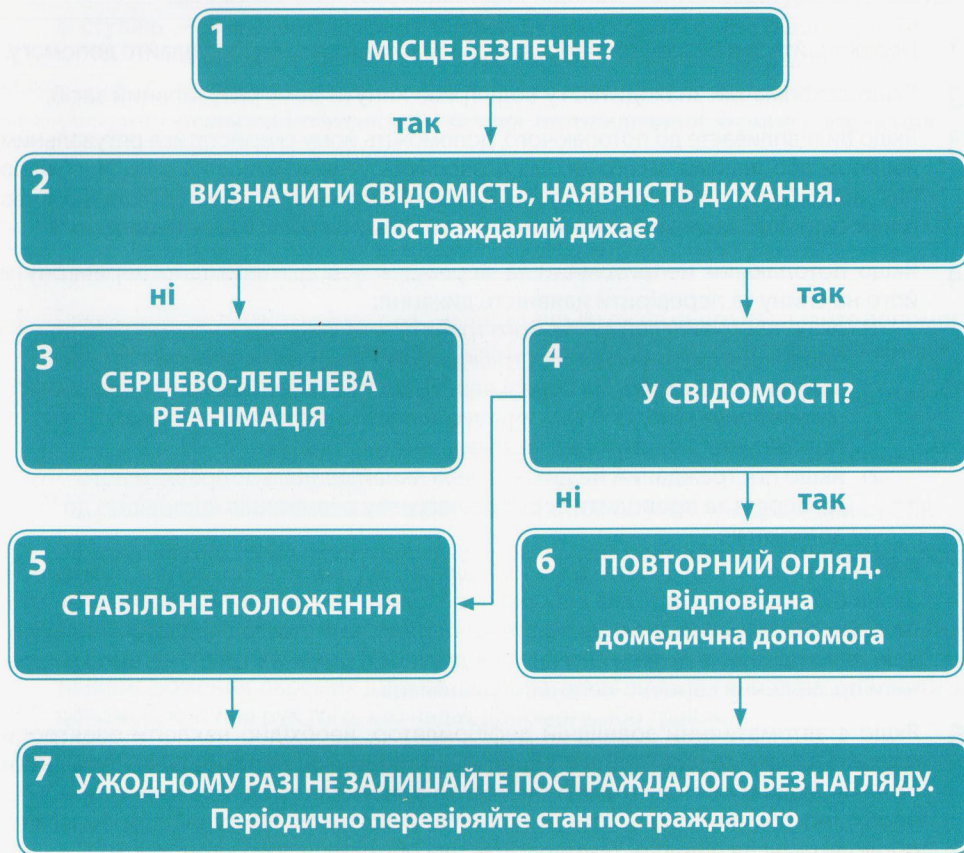 1
МІСЦЕ БЕЗПЕЧНЕ?
так
2
ВИЗНАЧИТИ СВІДОМІСТЬ, НАЯВНІСТЬ ДИХАННЯ.
Постраждалий дихає?
ні
так
3
СЕРЦЕВО-ЛЕГЕНЕВА
РЕАНІМАЦІЯ
4
У СВІДОМОСТІ?
ні
так
5
СТАБІЛЬНЕ ПОЛОЖЕННЯ
6
ПОВТОРНИЙ ОГЛЯД.
Відповідна
домедична допомога
7
У ЖОДНОМУ РАЗІ НЕ ЗАЛИШАЙТЕ ПОСТРАЖДАЛОГО БЕЗ НАГЛЯДУ.
Періодично перевіряйте стан постраждалого